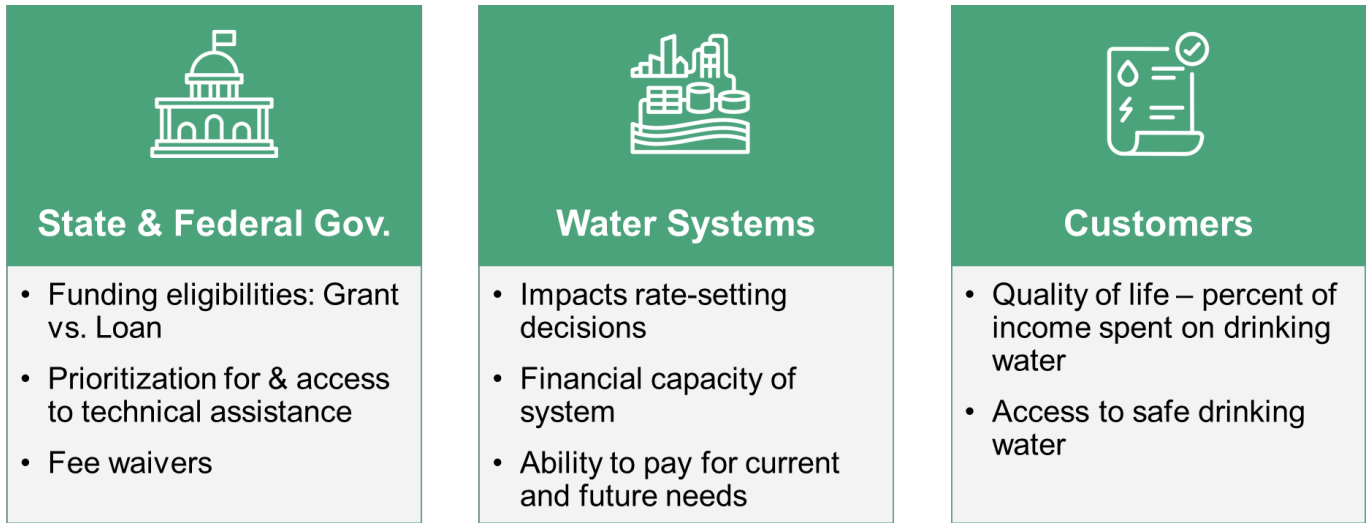 State & Federal Gov.
• Funding eligibilities: Grant
vs. Loan
• Prioritization for & access
to technical assistance
• Fee waivers
Water Systems
• Impacts rate-setting
decisions
• Financial capacity of
system
• Ability to pay for current
and future needs
Customers
• Quality of life – percent of
income spent on drinking
water
• Access to safe drinking
water